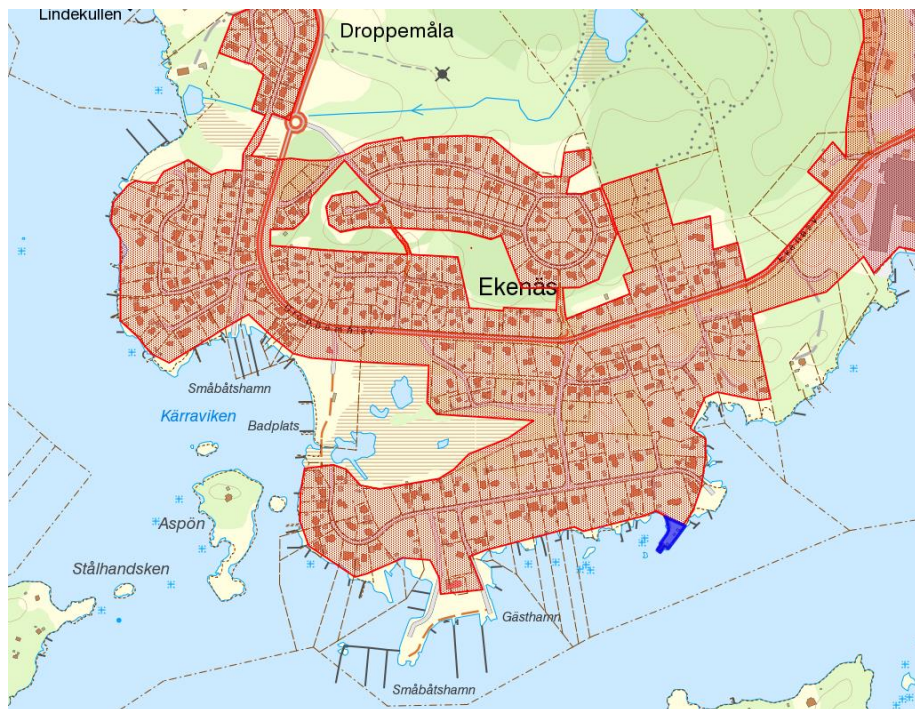 Lindekullen
Droppemåla
Ekenäs
Småbåtshamn
Kärraviken
Badplats
Aspön
Stålhandsken
Gästhamn
Småbåtshamn